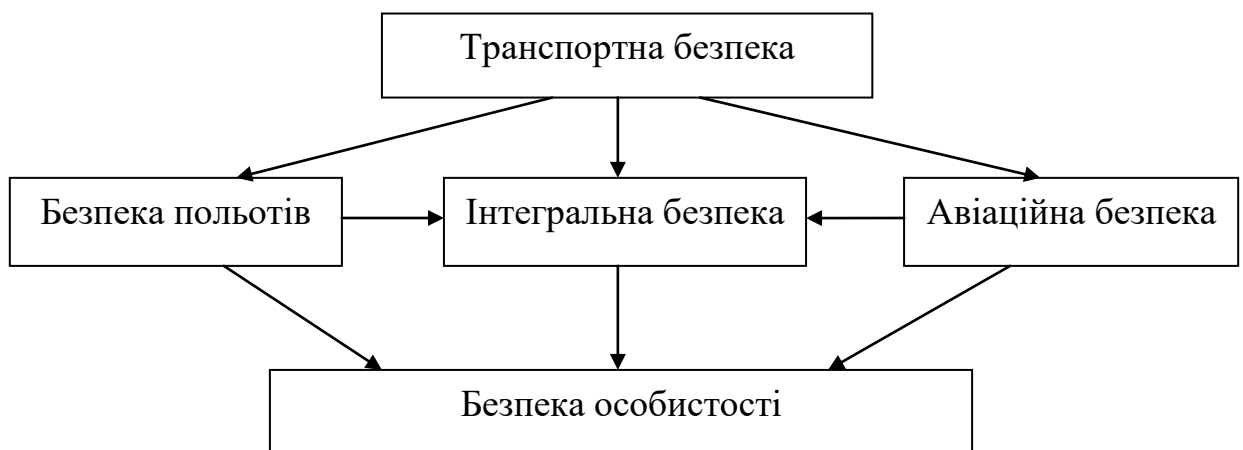 Транспортна безпека
Безпека польотів
Інтегральна безпека
Авіаційна безпека
Безпека особистості